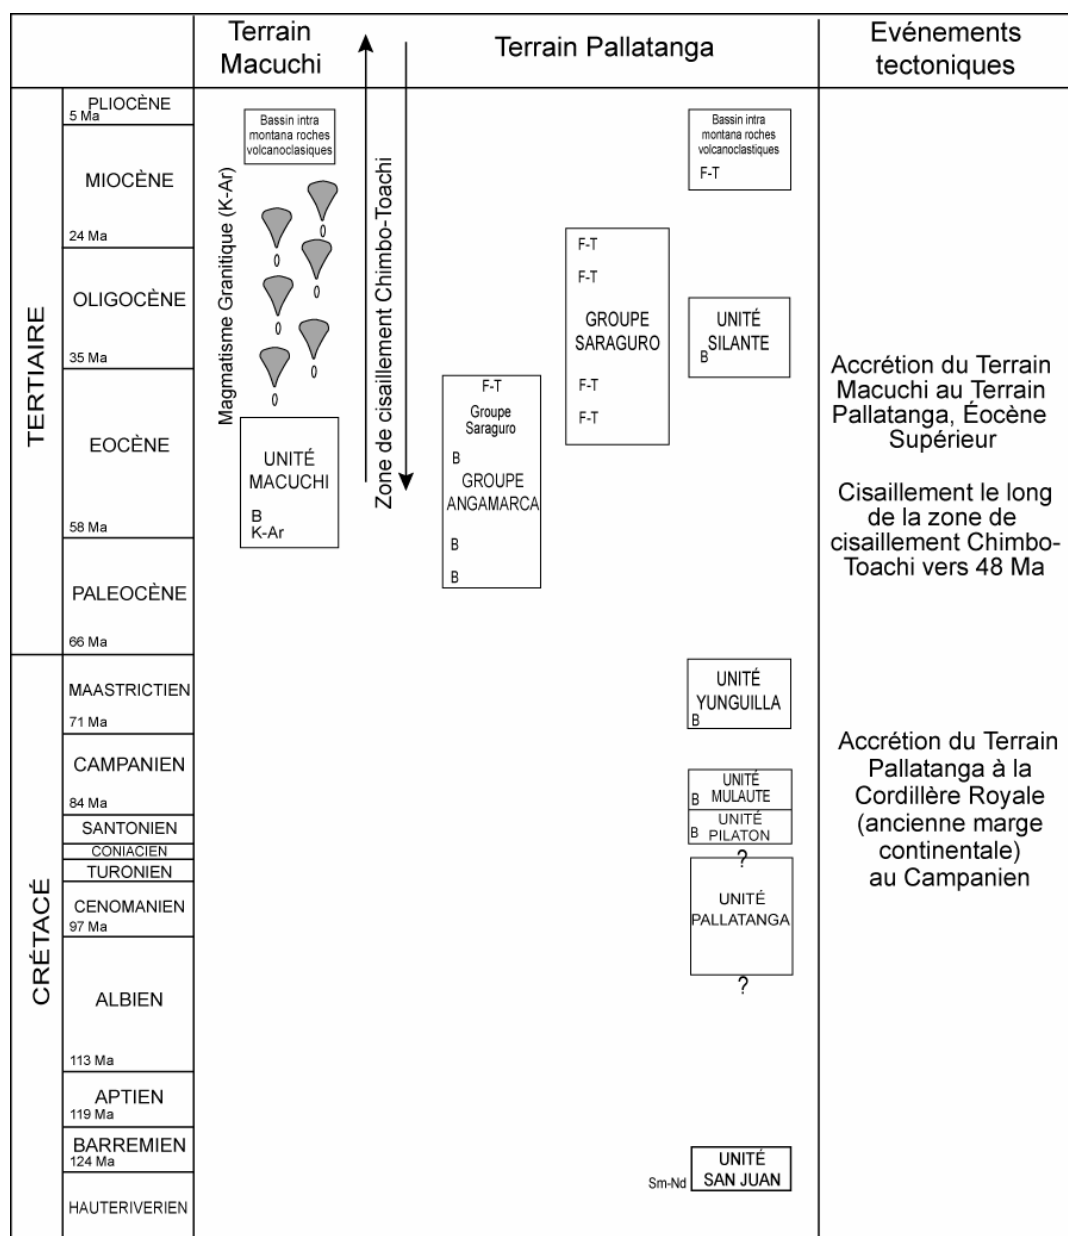 Terrain
Macuchi
Terrain Pallatanga
Evénements
tectoniques
TERTIAIRE
PLIOCÈNE
5 Ma
MIOCÈNE
24 Ma
OLIGOCÈNE
35 Ma
EOCÈNE
58 Ma
PALEOCÈNE
66 Ma
CRÉTACÉ
MAASTRICTIEN
71 Ma
CAMPANIEN
84 Ma
SANTONIEN
CONIACIEN
TURONIEN
CENOMANIEN
97 Ma
ALBIEN
113 Ma
APTIEN
119 Ma
BARREMIEN
124 Ma
HAUTERIVERIEN
Bassin intra
montana roches
volcanoclasiques
Magmatisme Granitique (K-Ar)
UNITÉ
MACUCHI
B
K-Ar
Zone de cisaillement Chimbo-Toachi
F-T
Groupe
Saraguro
B
GROUPE
ANGAMARCA
B
B
F-T
F-T
GROUPE
SARAGURO
F-T
F-T
Bassin intra
montana roches
volcanoclastiques
F-T
UNITÉ
SILANTE
B
UNITÉ
YUNGUILLA
B
UNITÉ
B MULAUTE
UNITÉ
B PILATON
?
UNITÉ
PALLATANGA
?
UNITÉ
Sm-Nd SAN JUAN
Accrétion du Terrain
Macuchi au Terrain
Pallatanga, Éocène
Supérieur
Cisaillement le long
de la zone de
cisaillement Chimbo-
Toachi vers 48 Ma
Accrétion du Terrain
Pallatanga à la
Cordillère Royale
(ancienne marge
continentale)
au Campanien